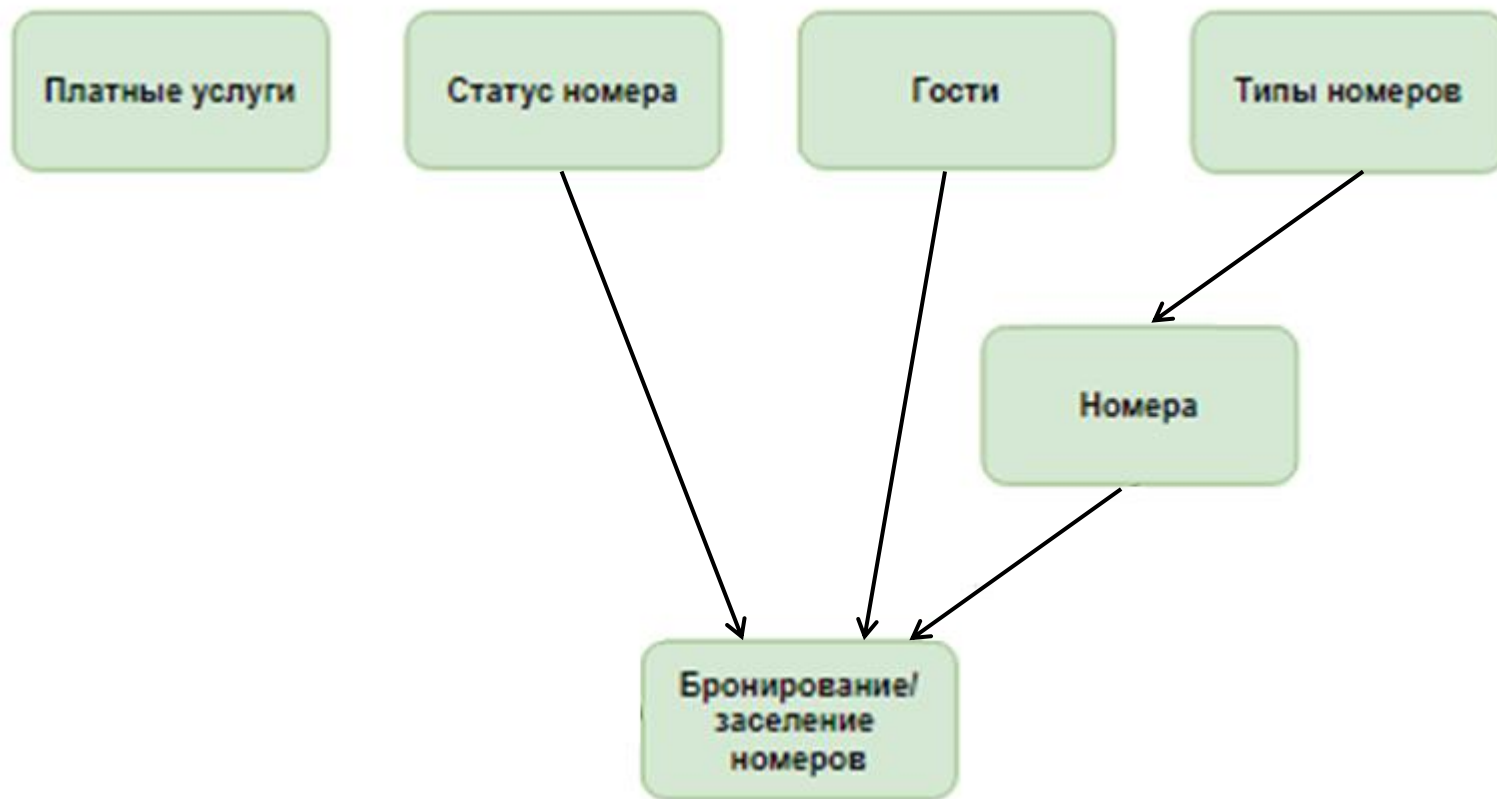 Платные услуги
Статус номера
Гости
Типы номеров
Номера
Бронирование/
заселение
номеров